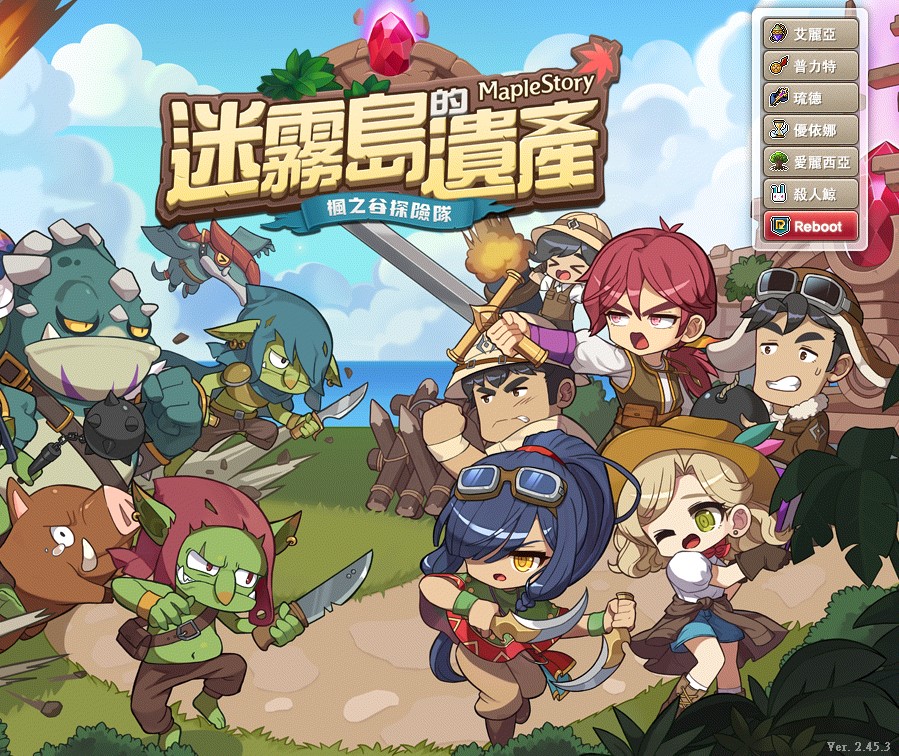 MapleStory
迷霧島的遺產
楓之谷探險隊
艾麗亞
普力特
琉德
優依娜
愛麗西亞
殺人鯨
Reboot
Ver. 2.45.3